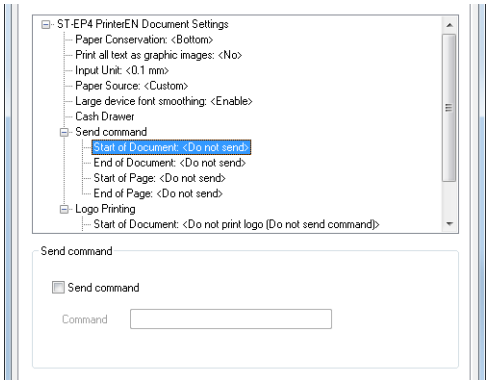 ST-EP4 PrinterEN Document Settings
Paper Conservation: <Bottom>
Print all text as graphic images: <No>
Input Unit: <0.1 mm>
Paper Source: <Custom>
Large device font smoothing: <Enable>
Cash Drawer
Send command
Start of Document: <Do not send>
End of Document: <Do not send>
Start of Page: <Do not send>
End of Page: <Do not send>
Logo Printing
Start of Document: <Do not print logo (Do not send command)>
Send command
Send command
Command